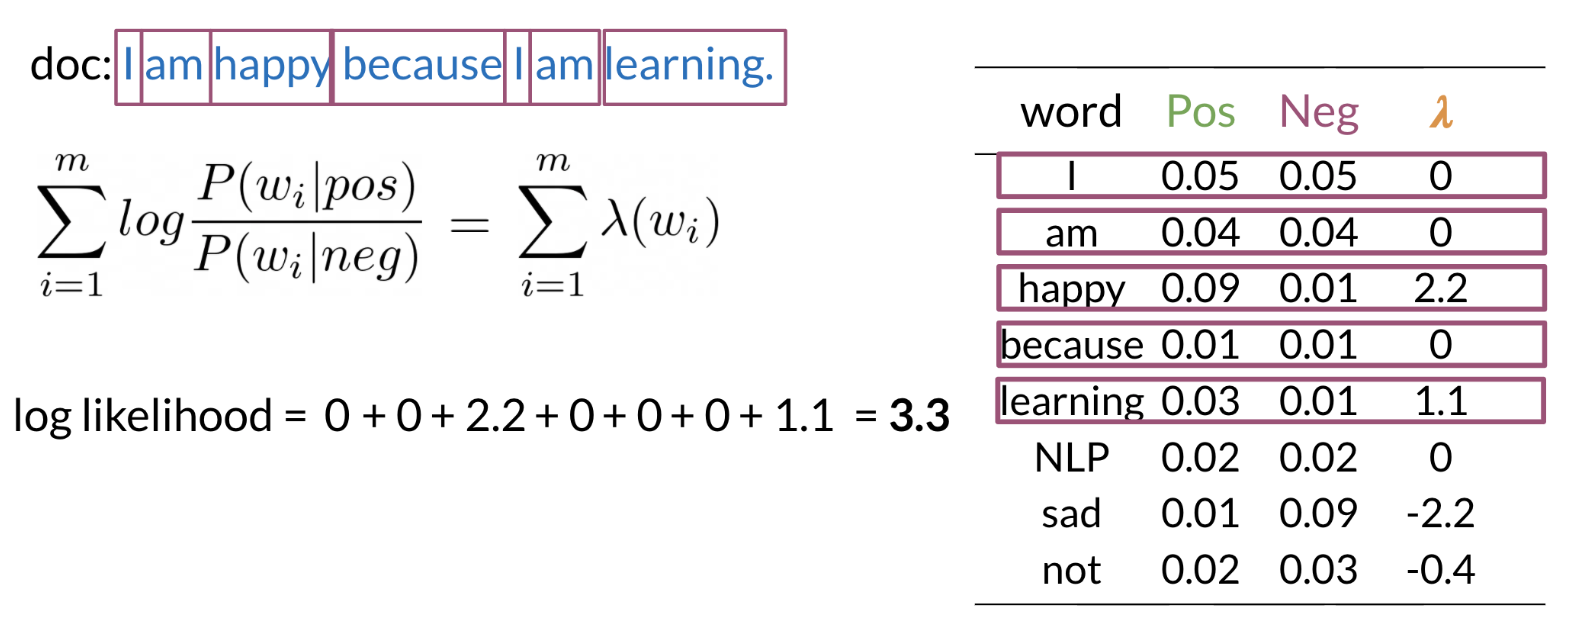 doc: I am happy because I am learning.
\sum_{i=1}^{m} log \frac{P(w_i|pos)}{P(w_i|neg)} = \sum_{i=1}^{m} λ(w_i)
log likelihood = 0 + 0 + 2.2 + 0 + 0 + 0 + 1.1 = 3.3
word Pos Neg λ
I 0.05 0.05 0
am 0.04 0.04 0
happy 0.09 0.01 2.2
because 0.01 0.01 0
learning 0.03 0.01 1.1
NLP 0.02 0.02 0
sad 0.01 0.09 -2.2
not 0.02 0.03 -0.4